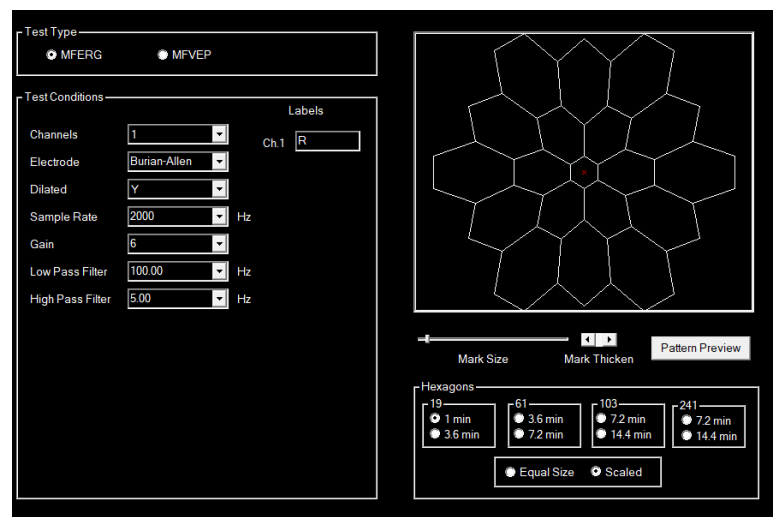 Test Type
MFERG
MFVEP
Test Conditions
Labels
Channels 1
Ch.1 R
Electrode Burian-Allen
Dilated Y
Sample Rate 2000 Hz
Gain 6
Low Pass Filter 100.00 Hz
High Pass Filter 5.00 Hz
x
Mark Size
Mark Thicken
Pattern Preview
Hexagons
19
1 min
3.6 min
61
3.6 min
7.2 min
103
7.2 min
14.4 min
241
7.2 min
14.4 min
Equal Size
Scaled